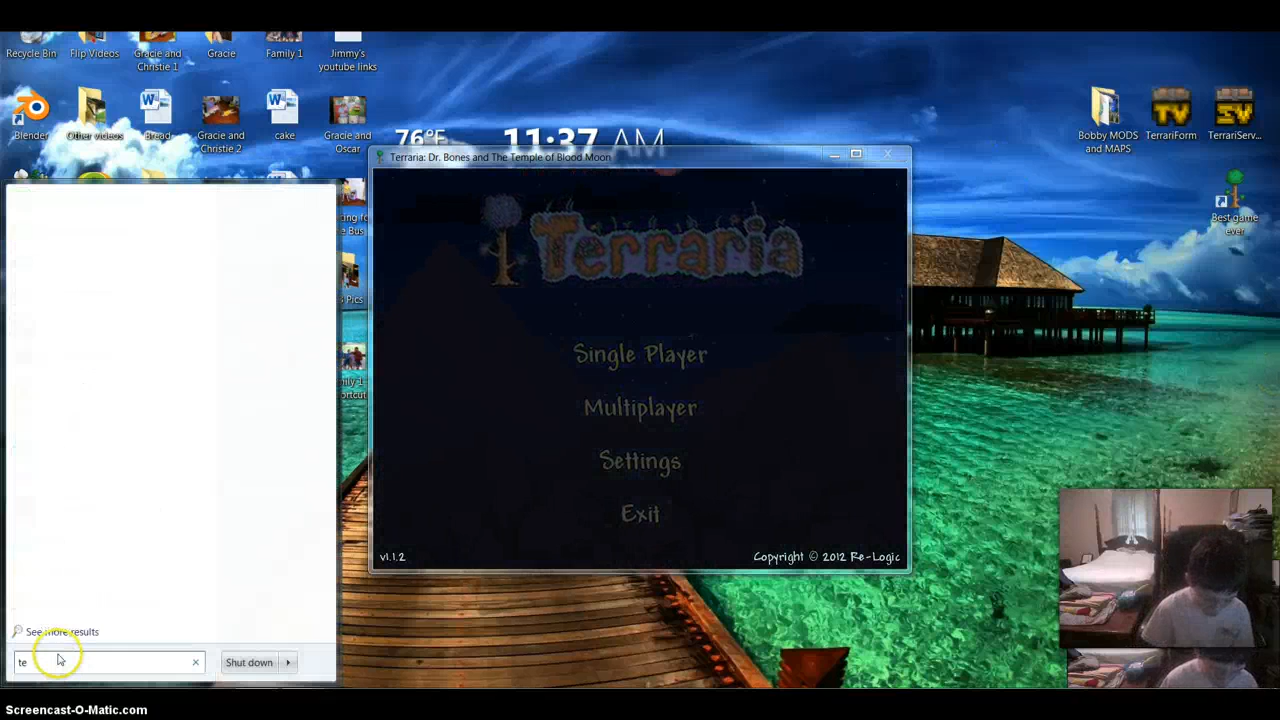 Recycle Bin
Flip Videos
Gracie and
Christie 1
Gracie
Family 1
Jimmy's
youtube links
Blender
Other videos
Bread
Gracie and
Christie 2
cake
Gracie and
Oscar
76°F
11:37 AM
Bobby MODS
and MAPS
TV
TerrariForm
SV
TerrariServ...
Best game
ever
Terraria: Dr. Bones and The Temple of Blood Moon
Terraria
Single Player
Multiplayer
Settings
Exit
v1.1.2
Copyright © 2012 Re-Logic
See more results
te
Shut down
Screencast-O-Matic.com